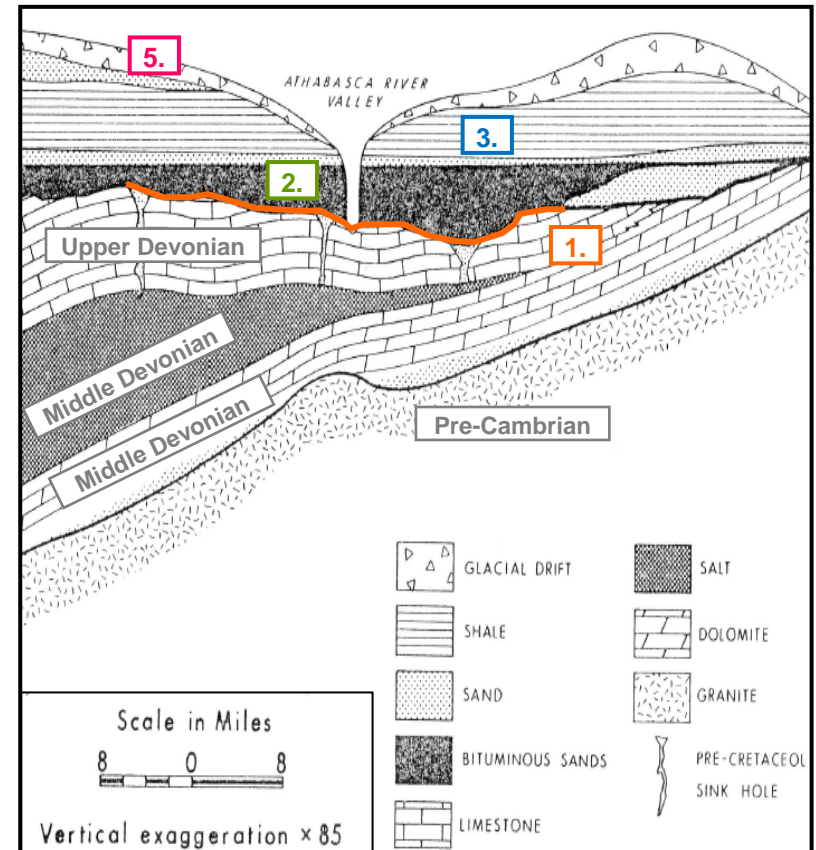 5.
ATHABASCA RIVER
VALLEY
3.
2.
1.
Upper Devonian
Middle Devonian
Middle Devonian
Pre-Cambrian
GLACIAL DRIFT
SALT
SHALE
DOLOMITE
SAND
GRANITE
BITUMINOUS SANDS
PRE-CRETACEOU
SINK HOLE
LIMESTONE
Scale in Miles
8 0 8
Vertical exaggeration × 85